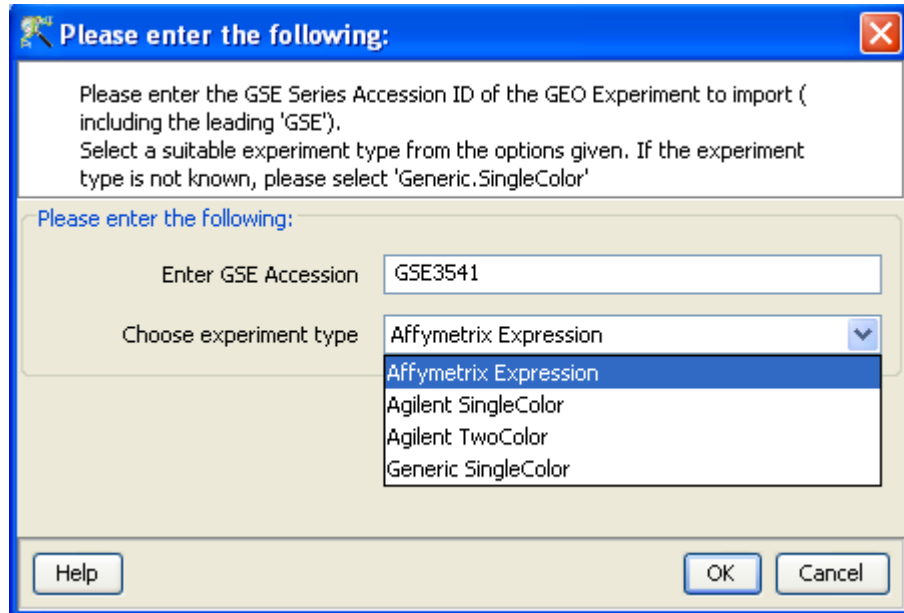 Please enter the following:
Please enter the GSE Series Accession ID of the GEO Experiment to import (
including the leading 'GSE').
Select a suitable experiment type from the options given. If the experiment
type is not known, please select 'Generic.SingleColor'
Please enter the following:
Enter GSE Accession GSE3541
Choose experiment type Affymetrix Expression
Affymetrix Expression
Agilent SingleColor
Agilent TwoColor
Generic SingleColor
Help OK Cancel